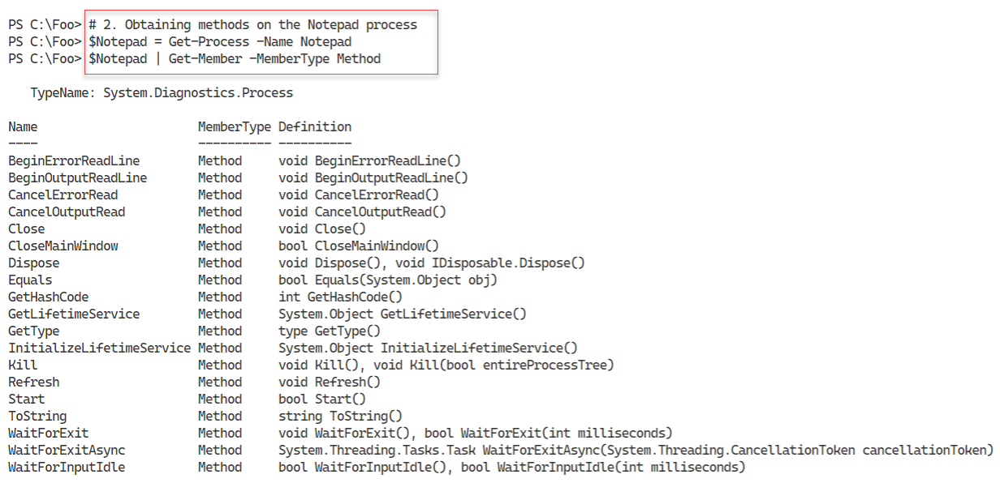 PS C:\Foo> # 2. Obtaining methods on the Notepad process
PS C:\Foo> $Notepad = Get-Process -Name Notepad
PS C:\Foo> $Notepad | Get-Member -MemberType Method
TypeName: System.Diagnostics.Process
Name MemberType Definition
---- ---------- ----------
BeginErrorReadLine Method void BeginErrorReadLine()
BeginOutputReadLine Method void BeginOutputReadLine()
CancelErrorRead Method void CancelErrorRead()
CancelOutputRead Method void CancelOutputRead()
Close Method void Close()
CloseMainWindow Method bool CloseMainWindow()
Dispose Method void Dispose(), void IDisposable.Dispose()
Equals Method bool Equals(System.Object obj)
GetHashCode Method int GetHashCode()
GetLifetimeService Method System.Object GetLifetimeService()
GetType Method type GetType()
InitializeLifetimeService Method System.Object InitializeLifetimeService()
Kill Method void Kill(), void Kill(bool entireProcessTree)
Refresh Method void Refresh()
Start Method bool Start()
ToString Method string ToString()
WaitForExit Method void WaitForExit(), bool WaitForExit(int milliseconds)
WaitForExitAsync Method System.Threading.Tasks.Task WaitForExitAsync(System.Threading.CancellationToken cancellationToken)
WaitForInputIdle Method bool WaitForInputIdle(), bool WaitForInputIdle(int milliseconds)